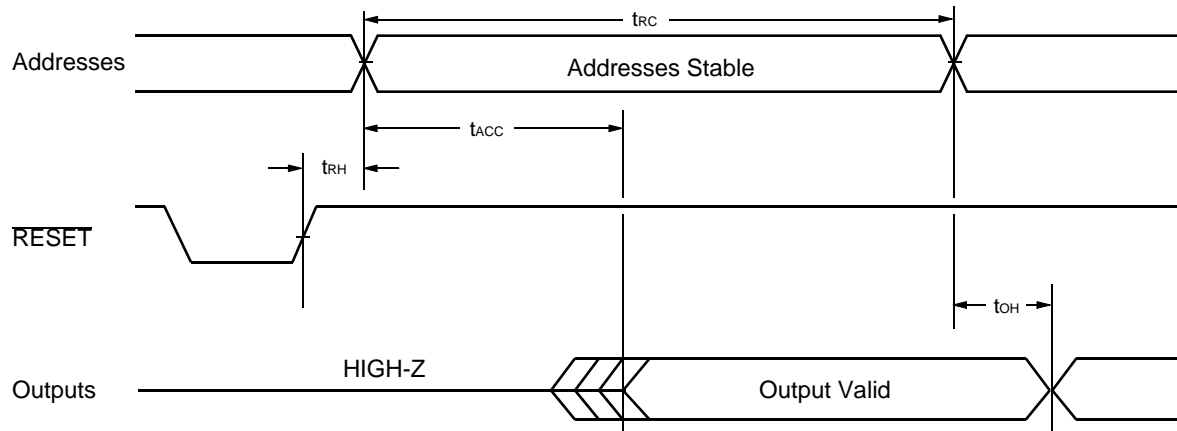 tRC
Addresses
Addresses Stable
tACC
tRH
RESET
tOH
HIGH-Z
Outputs
Output Valid